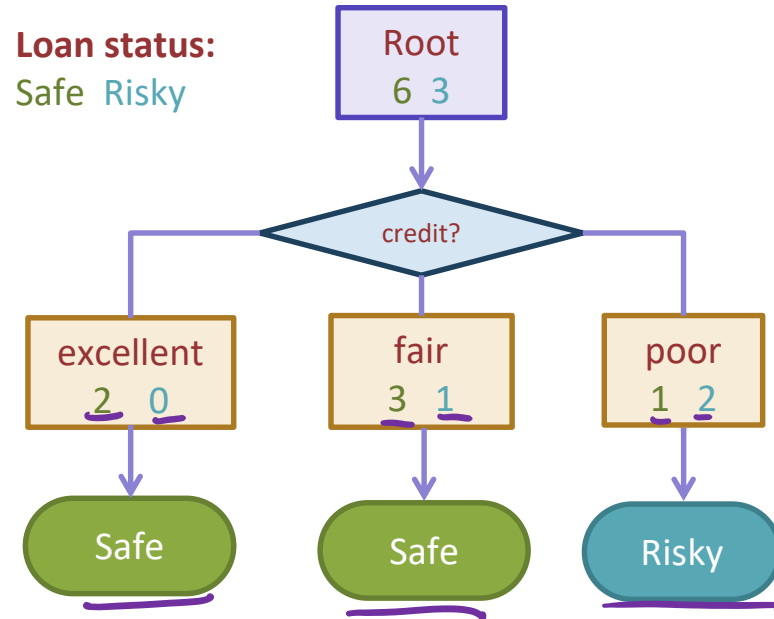 Loan status:
Safe Risky
Root
6 3
credit?
excellent
2 0
fair
3 1
poor
1 2
Safe
Safe
Risky